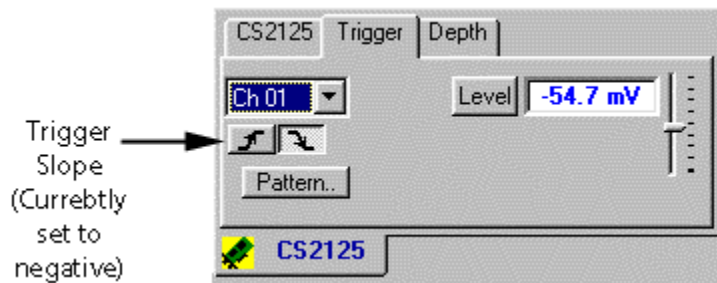 CS2125 Trigger Depth
Ch 01 Level -54.7 mV
Trigger
Slope
(Currebtly
set to
negative)
Pattern..
CS2125